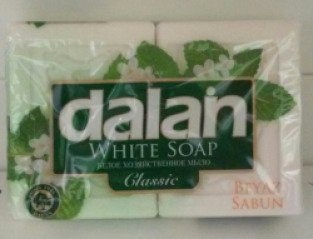 dalan
WHITE SOAP
БЕЛОЕ ХОЗЯЙСТВЕННОЕ МЫЛО
Classic
BEYAZ
SABUN